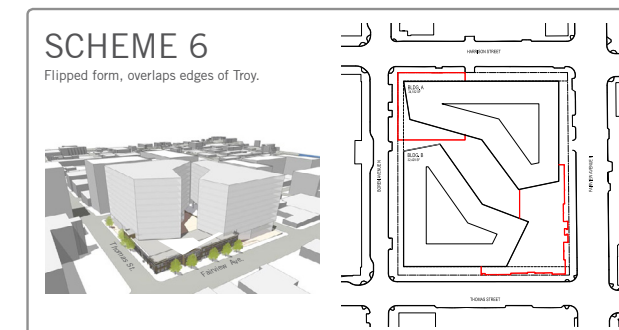 SCHEME 6
Flipped form, overlaps edges of Troy.
HARRISON STREET
BLDG. A
BLDG. B
THOMAS STREET
Thomas St.
Fairview Ave.